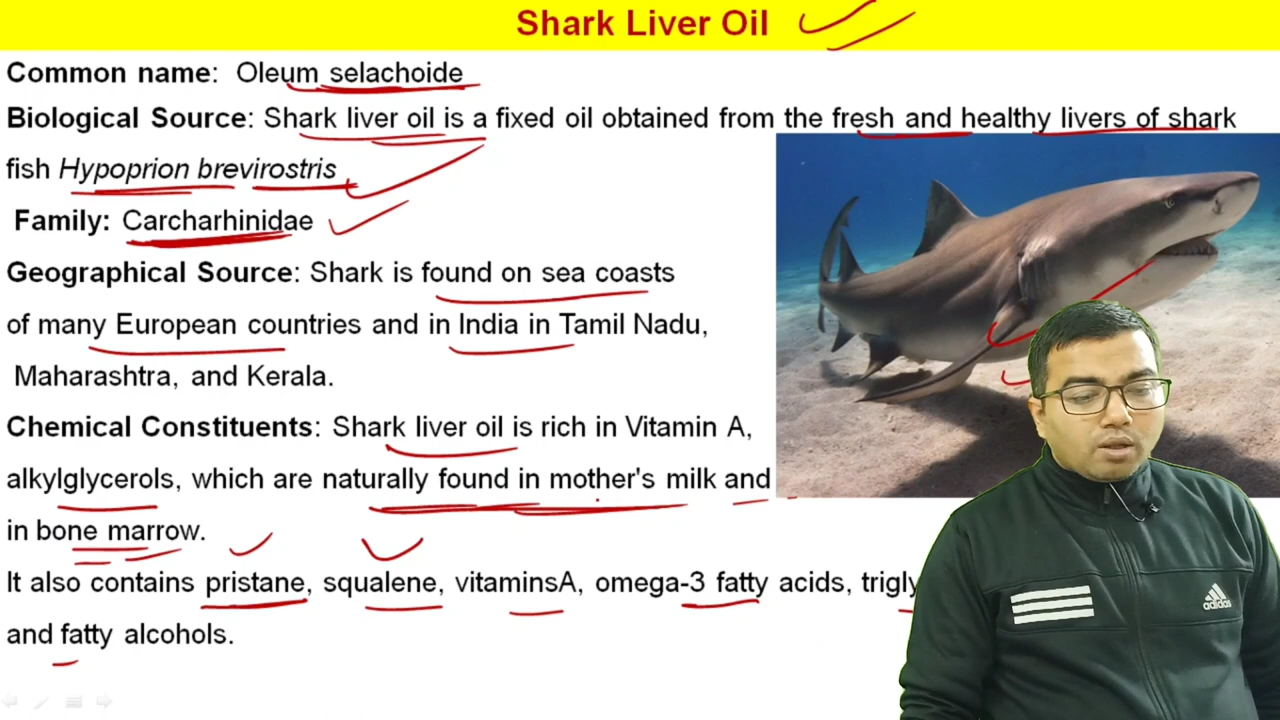 Shark Liver Oil
Common name: Oleum selachoide
Biological Source: Shark liver oil is a fixed oil obtained from the fresh and healthy livers of shark
fish Hypoprion brevirostris
Family: Carcharhinidae
Geographical Source: Shark is found on sea coasts
of many European countries and in India in Tamil Nadu,
Maharashtra, and Kerala.
Chemical Constituents: Shark liver oil is rich in Vitamin A,
alkylglycerols, which are naturally found in mother's milk and
in bone marrow.
It also contains pristane, squalene, vitaminsA, omega-3 fatty acids,
and fatty alcohols.
adidas